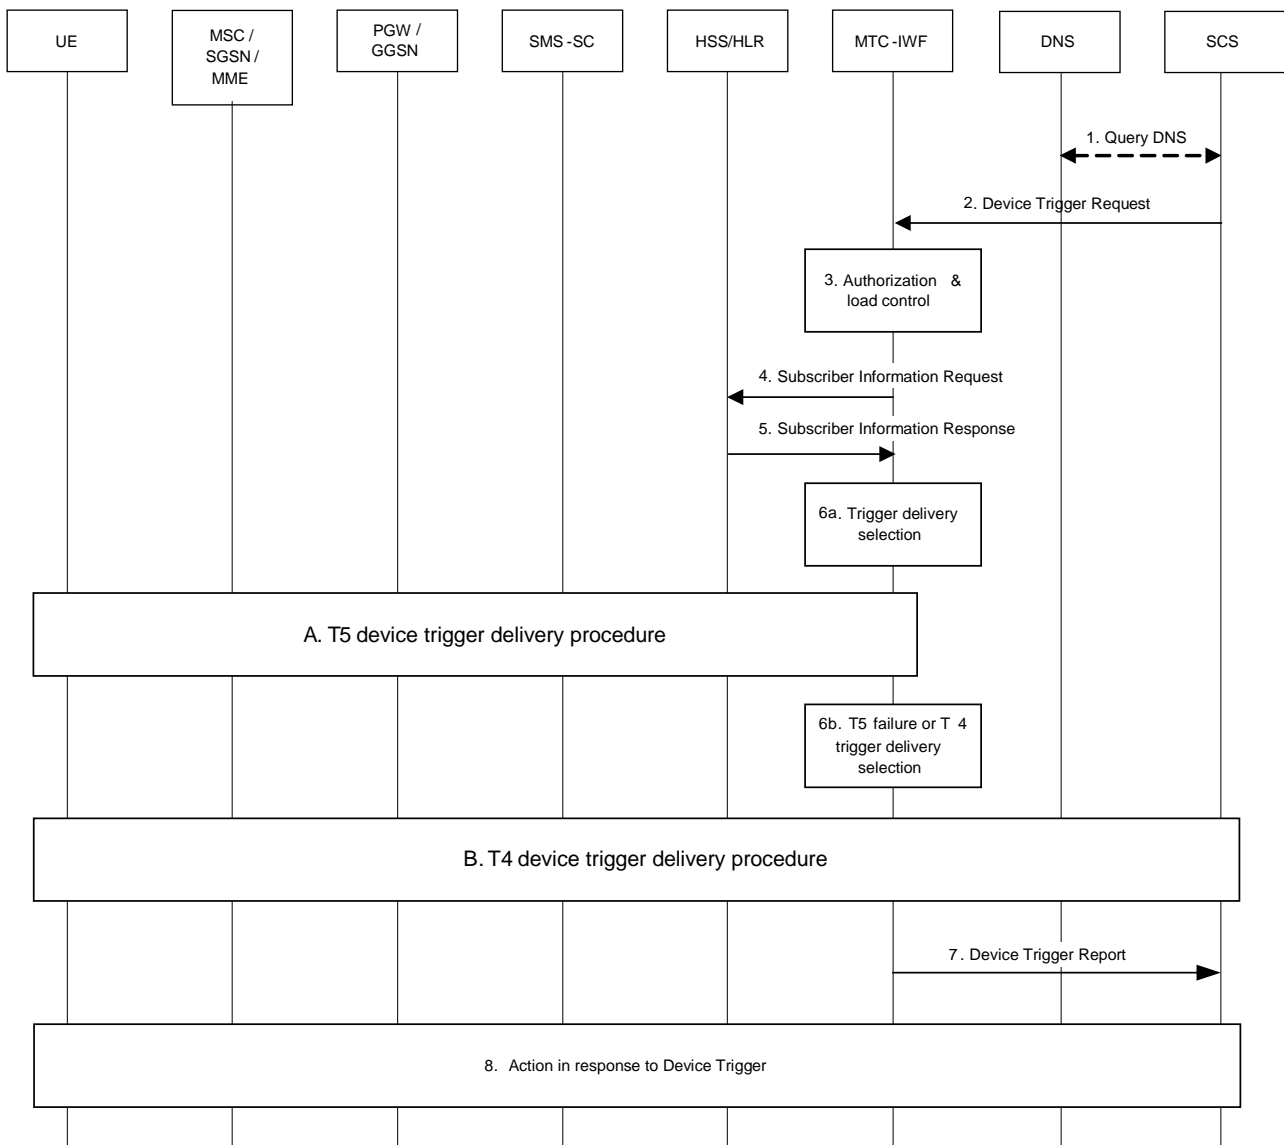 UE
MSC /
SGSN /
MME
PGW /
GGSN
SMS -SC
HSS/HLR
MTC -IWF
DNS
SCS
1. Query DNS
2. Device Trigger Request
3. Authorization &
load control
4. Subscriber Information Request
5. Subscriber Information Response
6a. Trigger delivery
selection
A. T5 device trigger delivery procedure
6b. T5 failure or T 4
trigger delivery
selection
B. T4 device trigger delivery procedure
7. Device Trigger Report
8. Action in response to Device Trigger